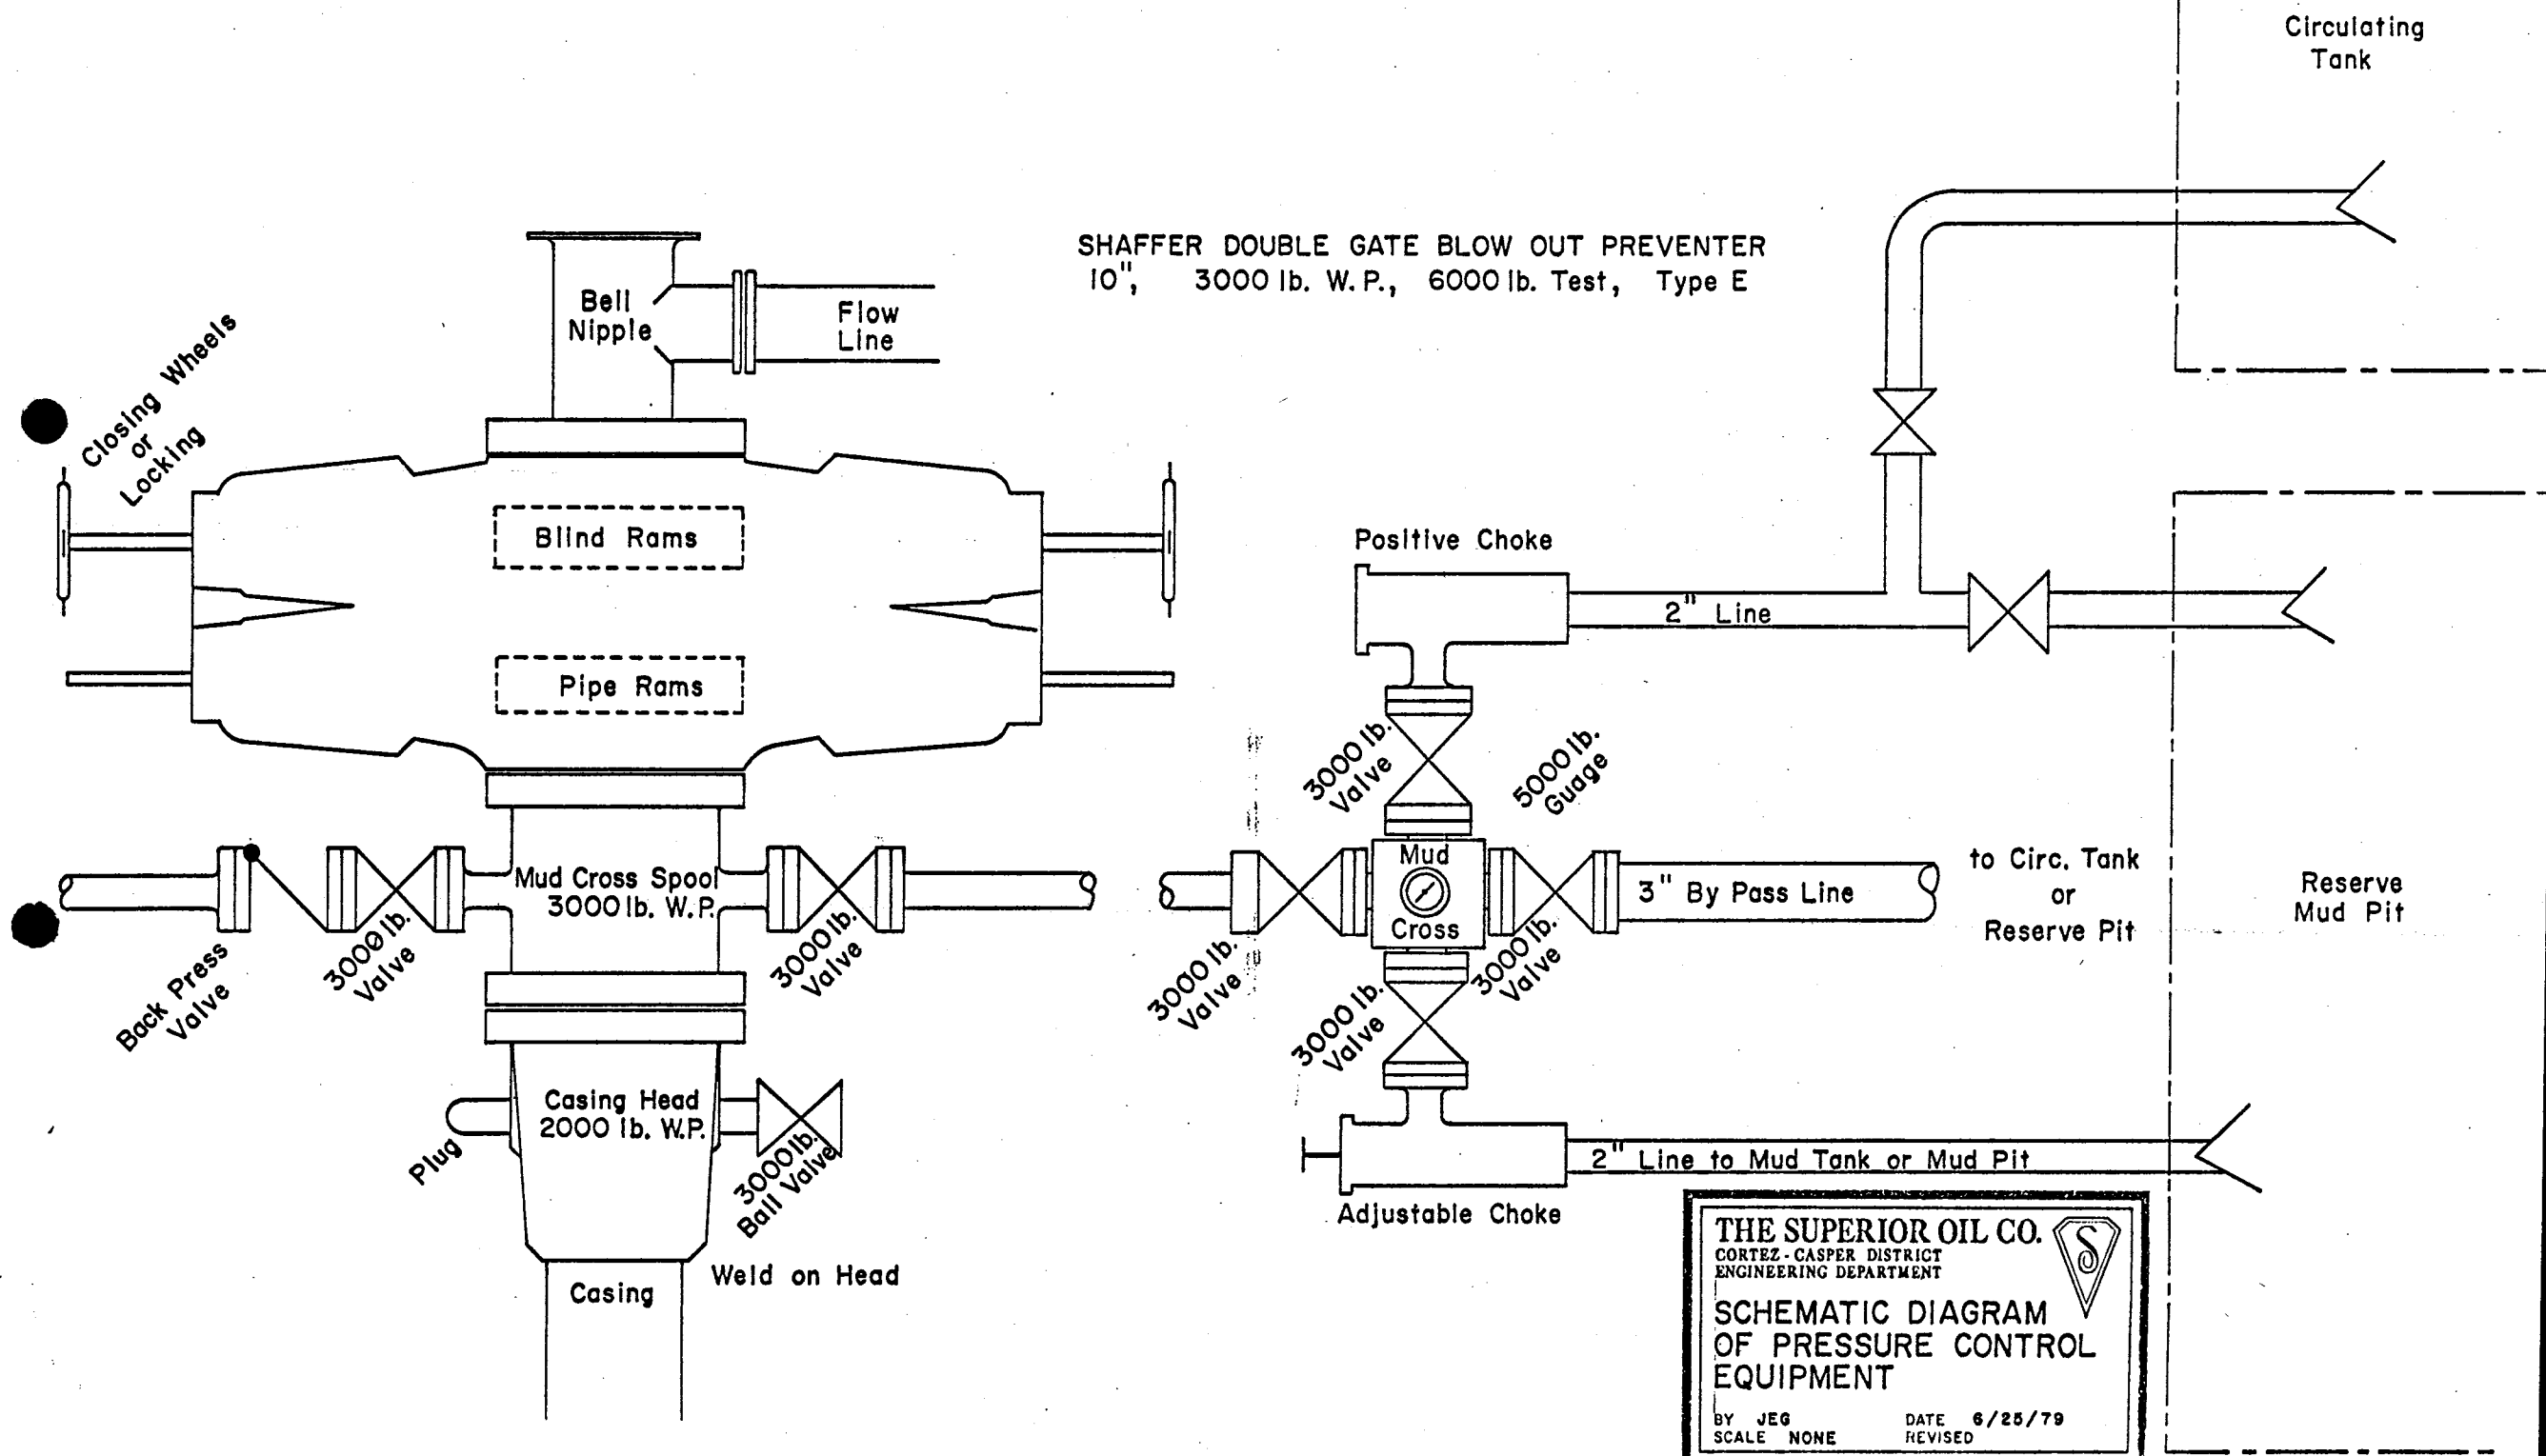 Circulating
Tank
SHAFFER DOUBLE GATE BLOW OUT PREVENTER
10", 3000 lb. W.P., 6000 lb. Test, Type E
Bell
Nipple
Flow
Line
Closing Wheels
or
Locking
Blind Rams
Pipe Rams
Positive Choke
2" Line
3000 lb.
Valve
5000 lb.
Guage
Mud Cross Spool
3000 lb. W.P.
Back Press
Valve
3000 lb.
Valve
3000 lb.
Valve
3000 lb.
Valve
Mud
Cross
3000 lb.
Valve
3" By Pass Line
to Circ. Tank
or
Reserve Pit
Reserve
Mud Pit
3000 lb.
Valve
Casing Head
2000 lb. W.P.
Plug
3000 lb.
Ball Valve
2" Line to Mud Tank or Mud Pit
Adjustable Choke
Weld on Head
Casing
THE SUPERIOR OIL CO.
CORTEZ - CASPER DISTRICT
ENGINEERING DEPARTMENT
S
SCHEMATIC DIAGRAM
OF PRESSURE CONTROL
EQUIPMENT
BY JEG DATE 6/25/79
SCALE NONE REVISED